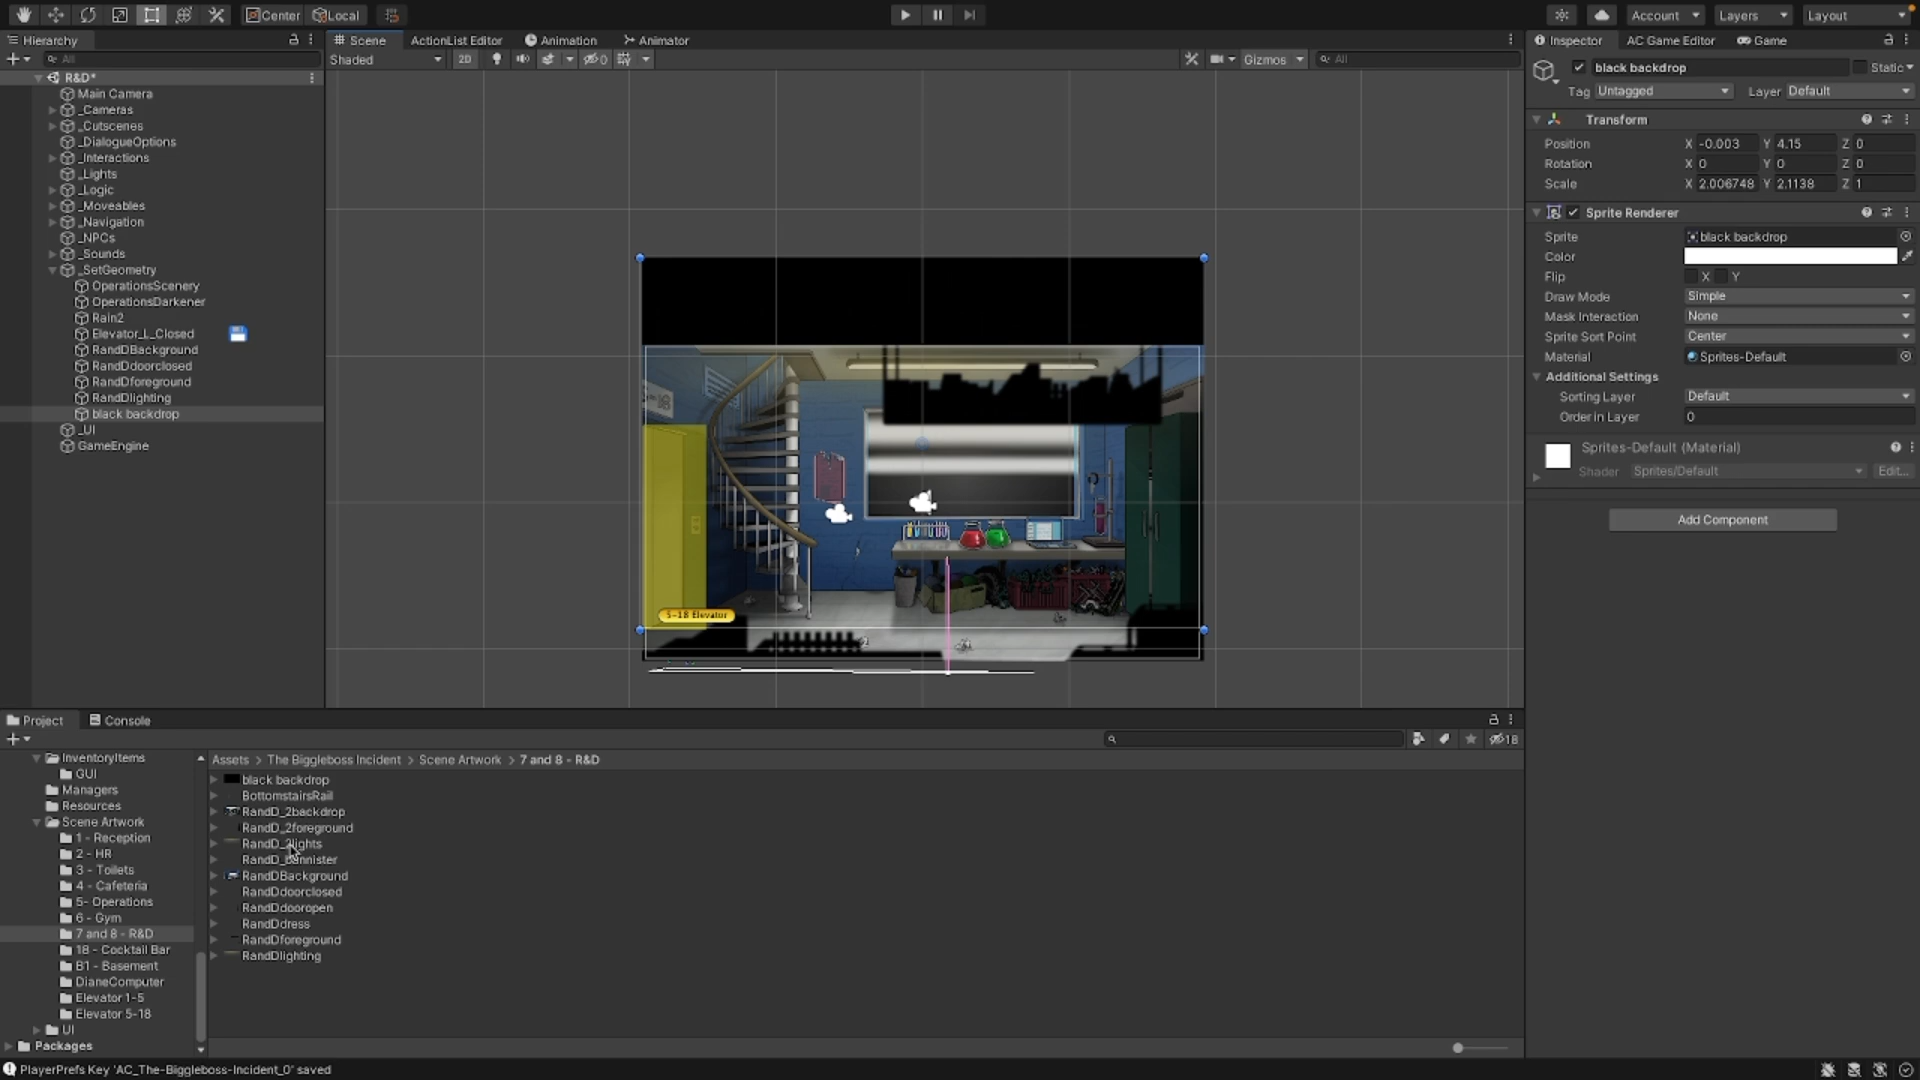 Center Local Account Layers Layout
Hierarchy Scene ActionList Editor Animation Animator Inspector AC Game Editor Game
All Shaded 2D 0 Gizmos All
R&D*
Main Camera
_Cameras
_Cutscenes
_DialogueOptions
_Interactions
_Lights
_Logic
_Moveables
_Navigation
_NPCs
_Sounds
_SetGeometry
OperationsScenery
OperationsDarkener
Rain2
Elevator_L_Closed
RandDBackground
RandDdoorclosed
RandDforeground
RandDlighting
black backdrop
_UI
GameEngine
5-18 Elevator
black backdrop Static
Tag Untagged Layer Default
Transform
Position X -0.003 Y 4.15 Z 0
Rotation X 0 Y 0 Z 0
Scale X 2.006748 Y 2.1138 Z 1
Sprite Renderer
Sprite black backdrop
Color
Flip X Y
Draw Mode Simple
Mask Interaction None
Sprite Sort Point Center
Material Sprites-Default
Additional Settings
Sorting Layer Default
Order in Layer 0
Sprites-Default (Material)
Shader Sprites/Default Edit...
Add Component
Project Console
18
InventoryItems
GUI
Managers
Resources
Scene Artwork
1 - Reception
2 - HR
3 - Toilets
4 - Cafeteria
5- Operations
6 - Gym
7 and 8 - R&D
18 - Cocktail Bar
B1 - Basement
DianeComputer
Elevator 1-5
Elevator 5-18
UI
Packages
Assets > The Biggleboss Incident > Scene Artwork > 7 and 8 - R&D
black backdrop
BottomstairsRail
RandD_2backdrop
RandD_2foreground
RandD_2lights
RandD_bannister
RandDBackground
RandDdoorclosed
RandDdooropen
RandDdress
RandDforeground
RandDlighting
PlayerPrefs Key 'AC_The-Biggleboss-Incident_0' saved